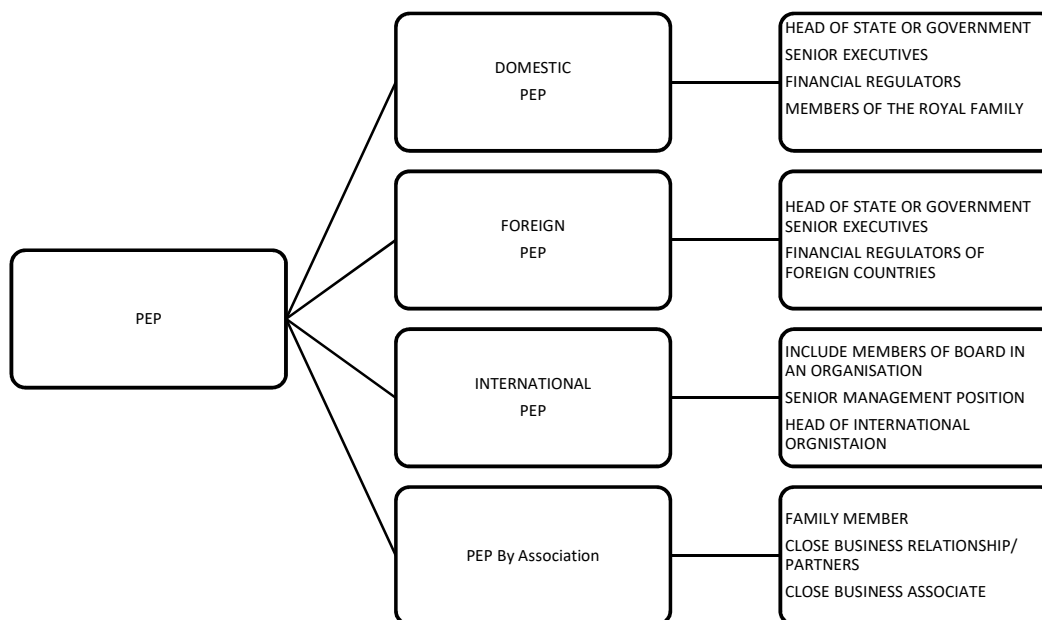 PEP
DOMESTIC
PEP
HEAD OF STATE OR GOVERNMENT
SENIOR EXECUTIVES
FINANCIAL REGULATORS
MEMBERS OF THE ROYAL FAMILY
FOREIGN
PEP
HEAD OF STATE OR GOVERNMENT
SENIOR EXECUTIVES
FINANCIAL REGULATORS OF
FOREIGN COUNTRIES
INTERNATIONAL
PEP
INCLUDE MEMBERS OF BOARD IN
AN ORGANISATION
SENIOR MANAGEMENT POSITION
HEAD OF INTERNATIONAL
ORGNISTAION
PEP By Association
FAMILY MEMBER
CLOSE BUSINESS RELATIONSHIP/
PARTNERS
CLOSE BUSINESS ASSOCIATE